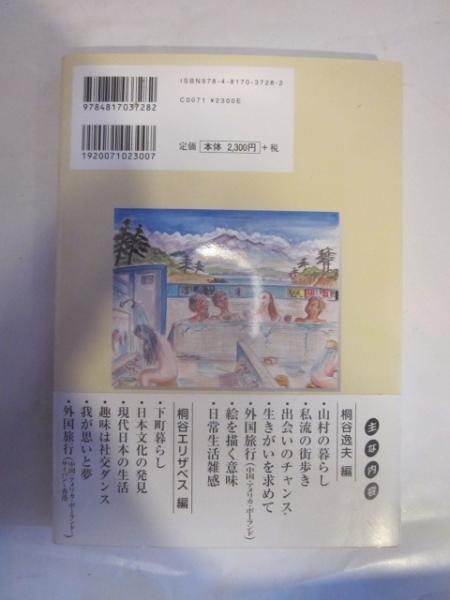 ISBN978-4-8170-3728-2
C0071 ¥2300E
定価 本体 2,300円 +税
9784817037282
1920071023007
主な内容
桐谷逸夫 編
・山村の暮らし
・私流の街歩き
・出会いのチャンス・
・生きがいを求めて
・外国旅行(中国・アメリカ・ポーランド)
・絵を描く意味
・日常生活雑感
桐谷エリザベス 編
・下町暮らし
・日本文化の発見
・現代日本の生活
・趣味は社交ダンス
・我が思いと夢
・外国旅行(中国・アメリカ・ポーランド/サイパン・香港)